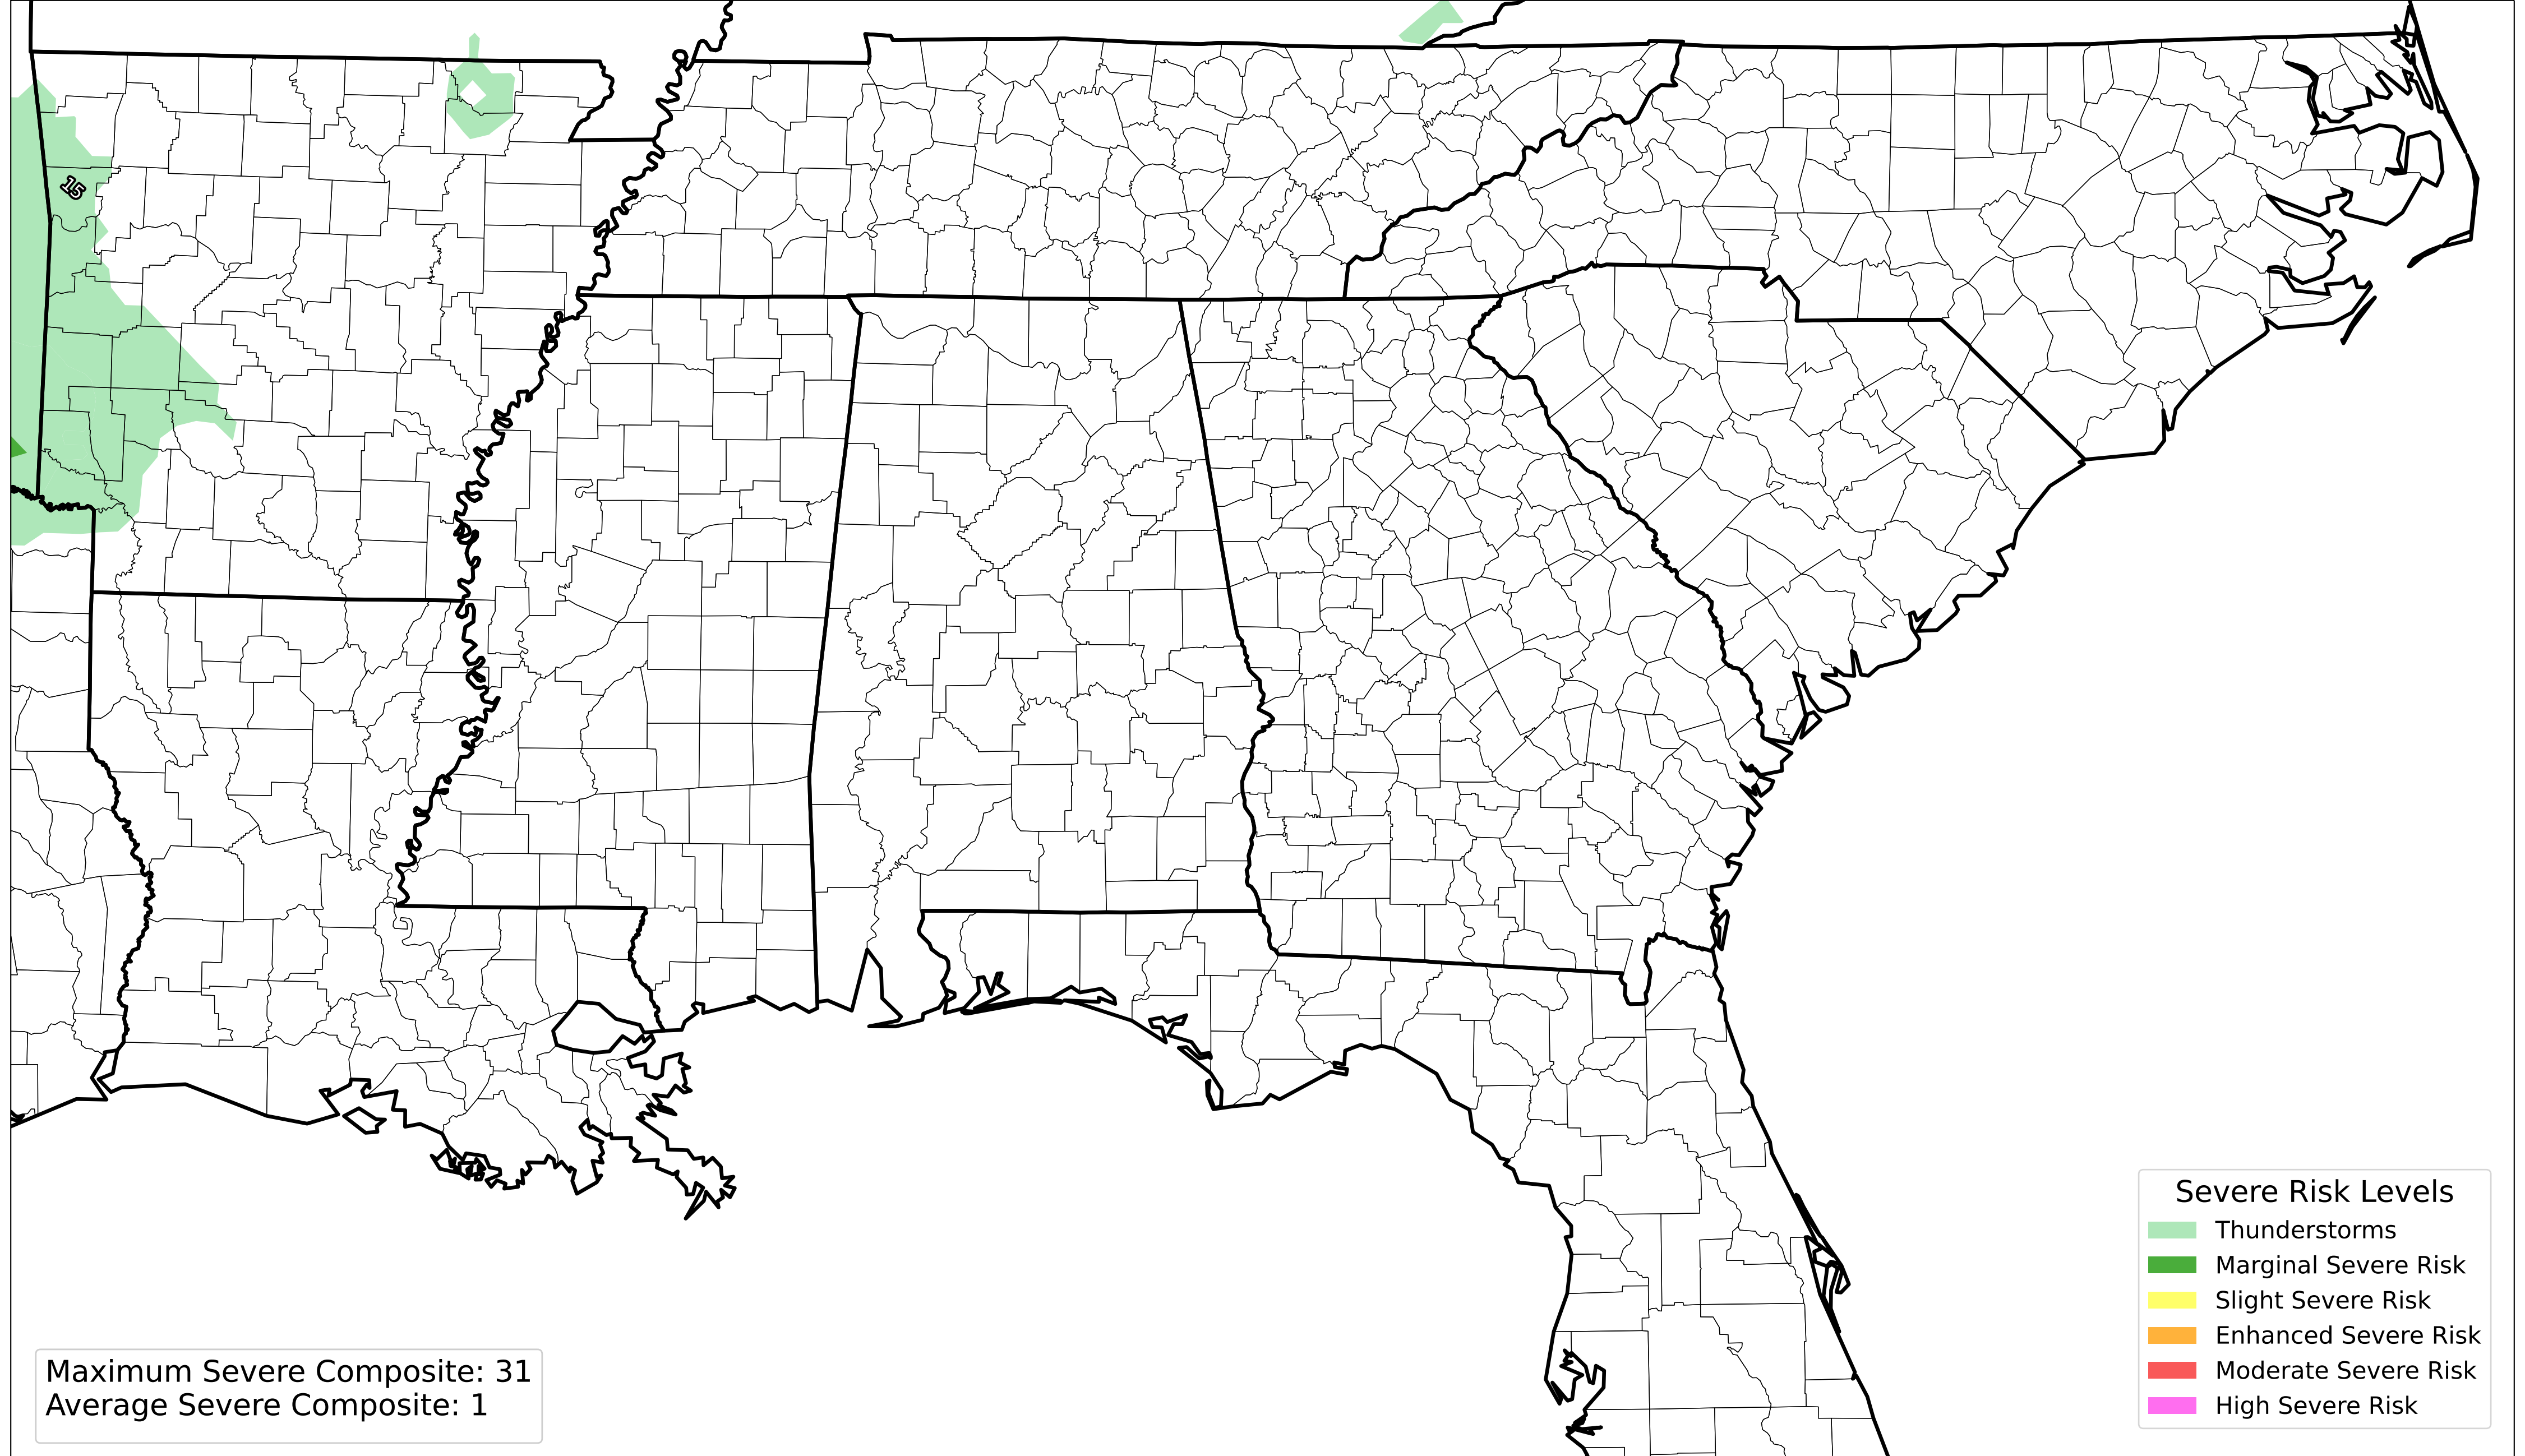 15
Severe Risk Levels
Thunderstorms
Marginal Severe Risk
Slight Severe Risk
Enhanced Severe Risk
Moderate Severe Risk
High Severe Risk
Maximum Severe Composite: 31
Average Severe Composite: 1